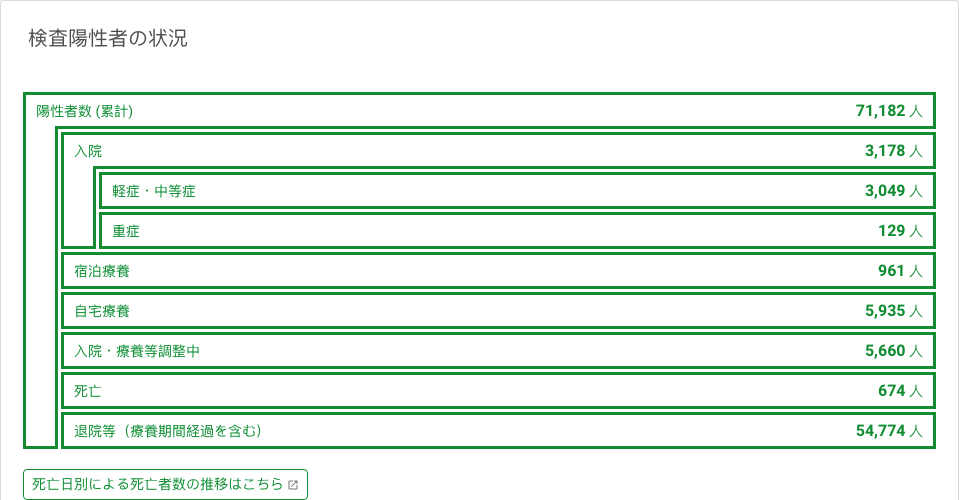 検査陽性者の状況
陽性者数 (累計) 71,182 人
入院 3,178 人
軽症・中等症 3,049 人
重症 129 人
宿泊療養 961 人
自宅療養 5,935 人
入院・療養等調整中 5,660 人
死亡 674 人
退院等（療養期間経過を含む） 54,774 人
死亡日別による死亡者数の推移はこちら